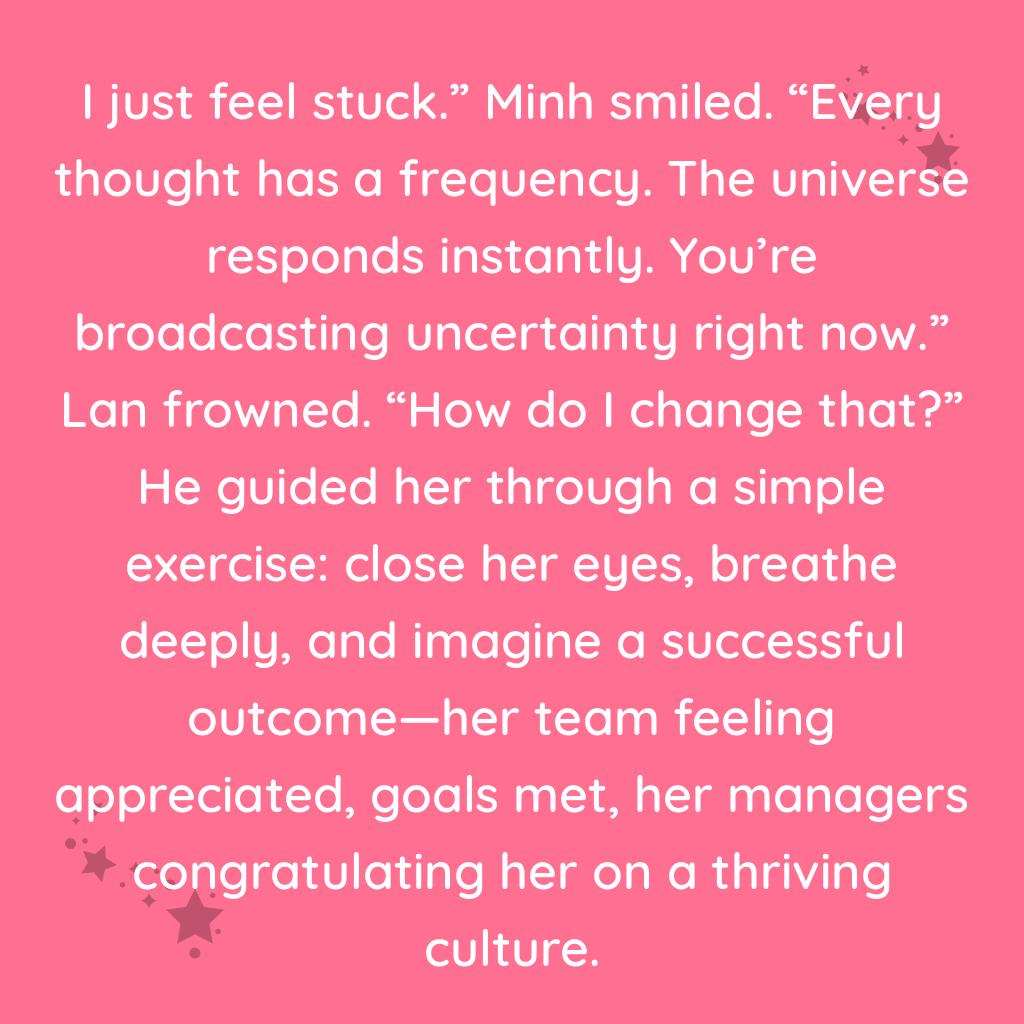 I just feel stuck.” Minh smiled. “Every
thought has a frequency. The universe
responds instantly. You’re
broadcasting uncertainty right now.”
Lan frowned. “How do I change that?”
He guided her through a simple
exercise: close her eyes, breathe
deeply, and imagine a successful
outcome—her team feeling
appreciated, goals met, her managers
congratulating her on a thriving
culture.